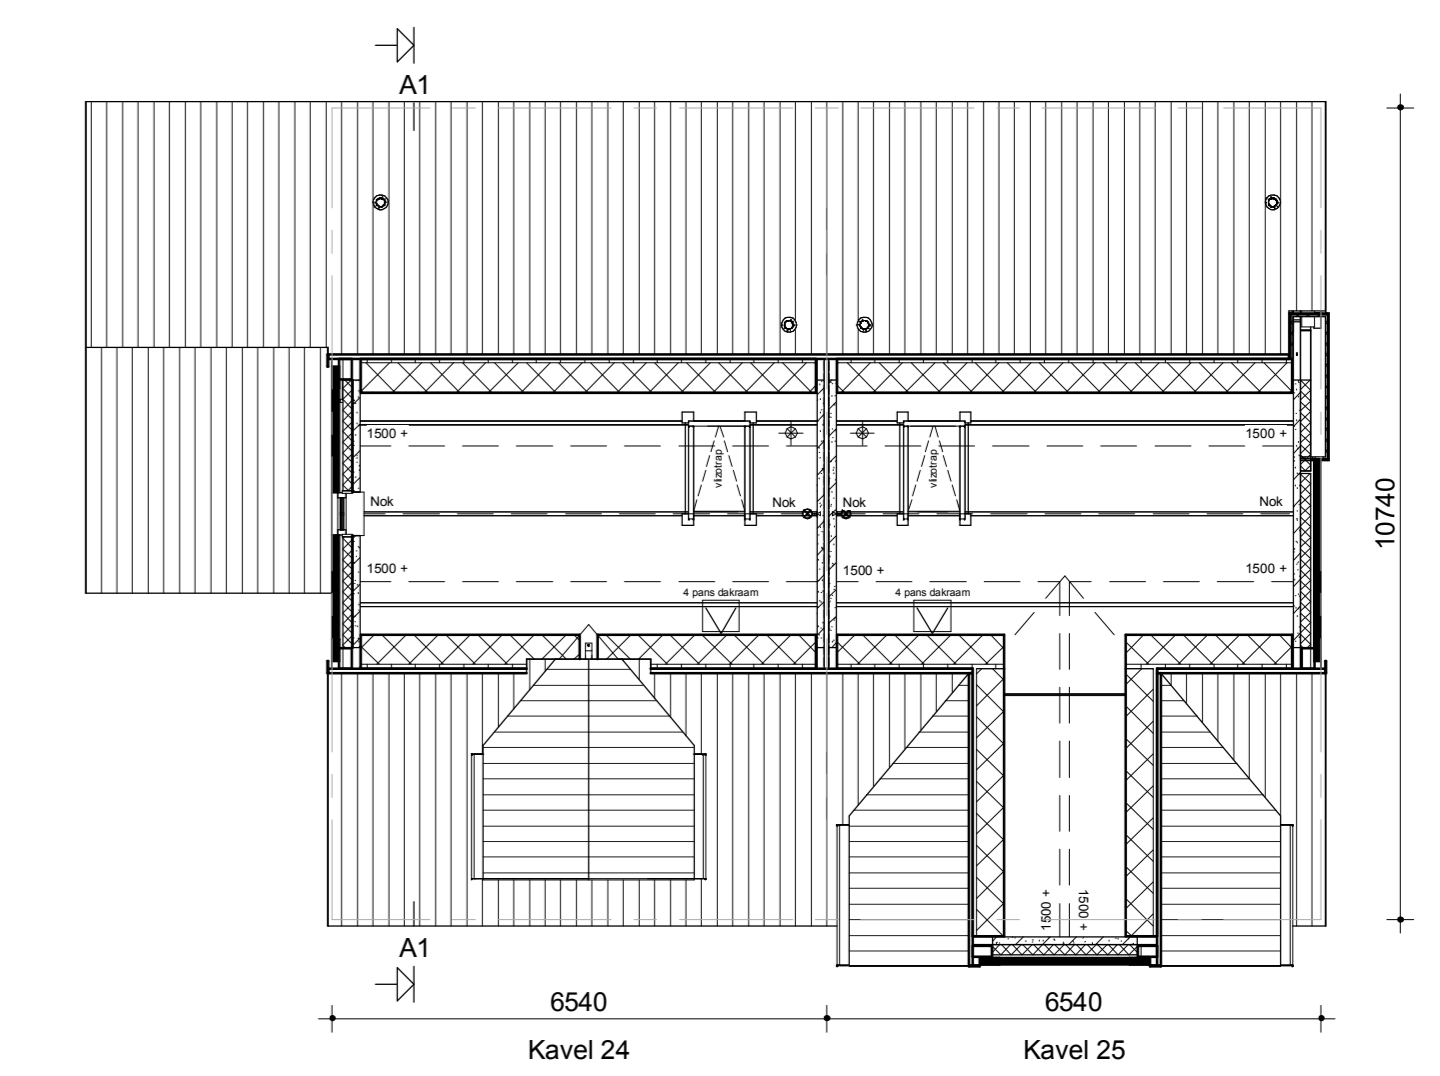 A1
1500 +
1500 +
vlizotrap
vlizotrap
Nok
Nok
Nok
Nok
10740
1500 +
1500 +
1500 +
4 pans dakraam
4 pans dakraam
1500 +
1500 +
A1
6540
6540
Kavel 24
Kavel 25